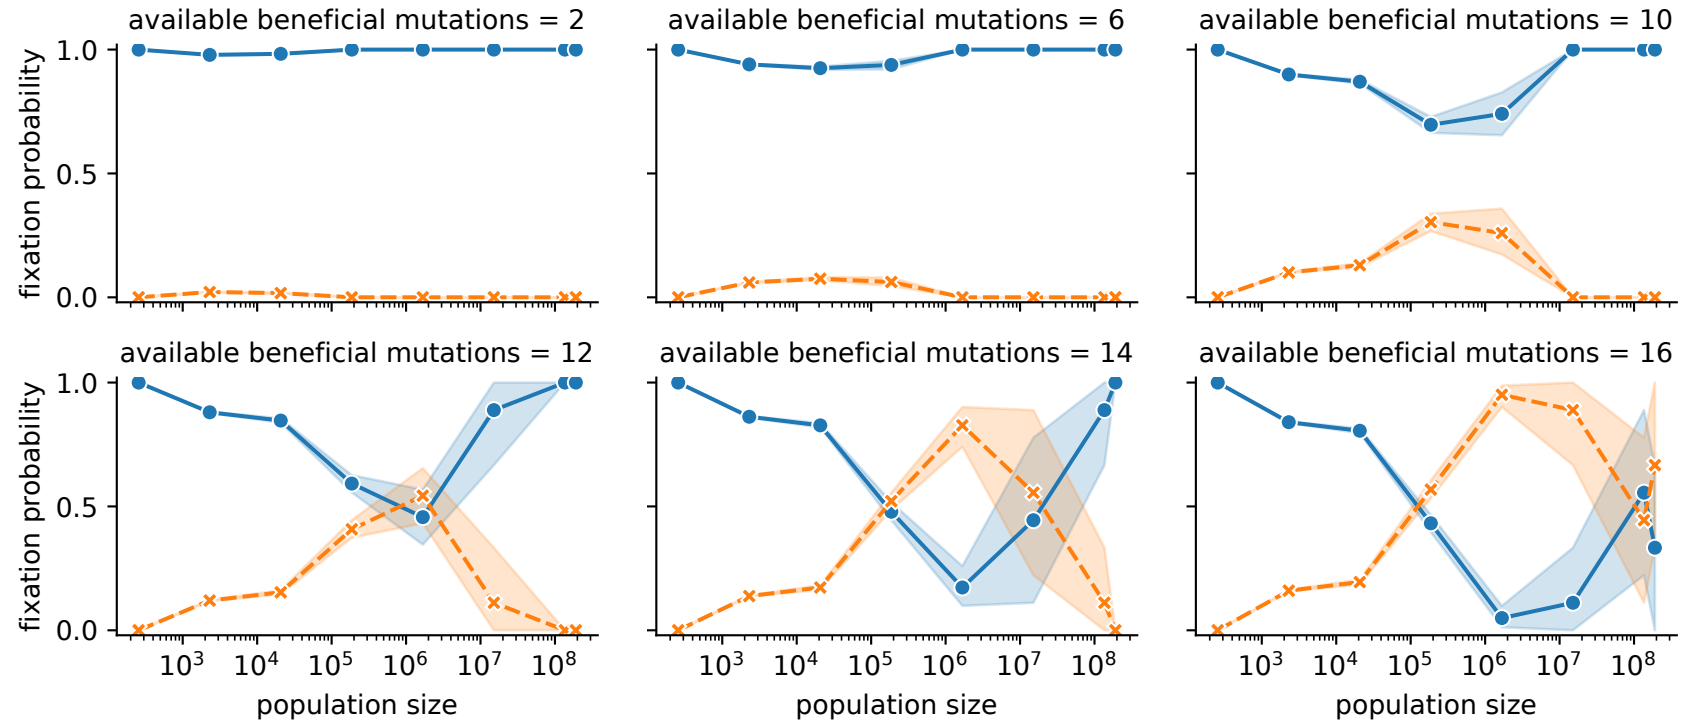 available beneficial mutations = 2
available beneficial mutations = 6
available beneficial mutations = 10
fixation probability
1.0
0.5
0.0
available beneficial mutations = 12
available beneficial mutations = 14
available beneficial mutations = 16
fixation probability
1.0
0.5
0.0
10³ 10⁴ 10⁵ 10⁶ 10⁷ 10⁸
10³ 10⁴ 10⁵ 10⁶ 10⁷ 10⁸
10³ 10⁴ 10⁵ 10⁶ 10⁷ 10⁸
population size
population size
population size